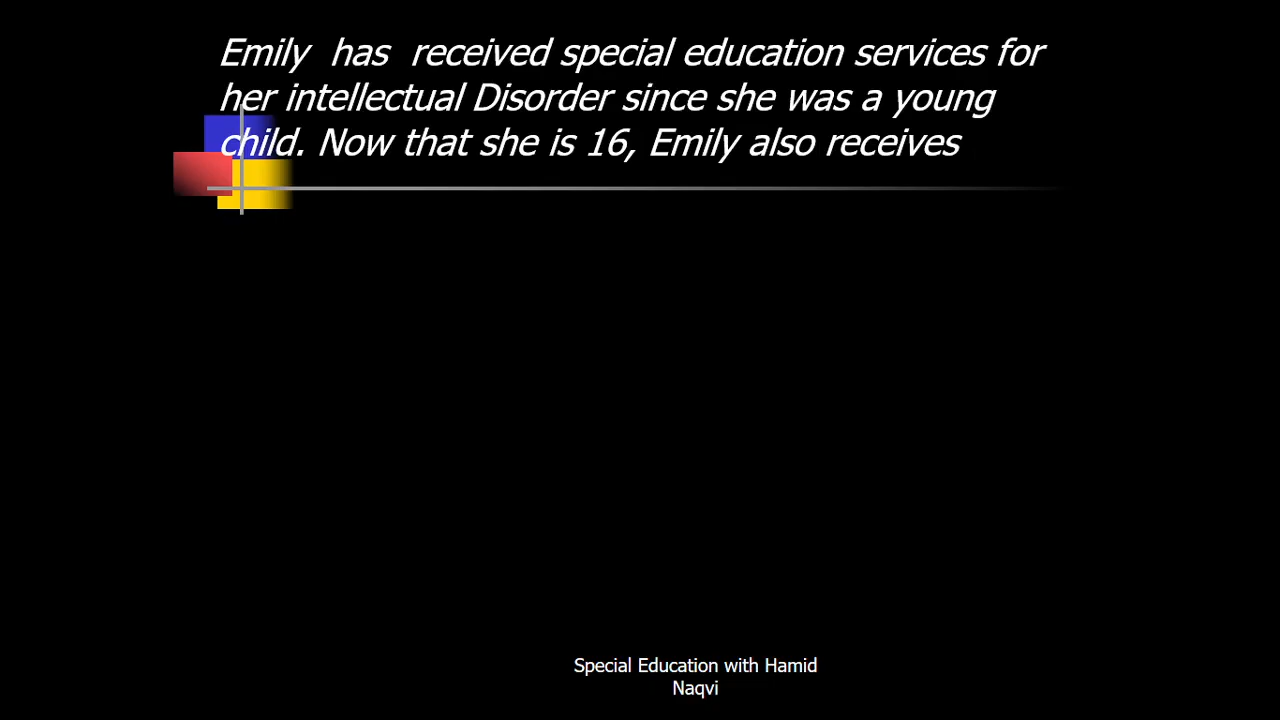 Emily has received special education services for
her intellectual Disorder since she was a young
child. Now that she is 16, Emily also receives
Special Education with Hamid
Naqvi